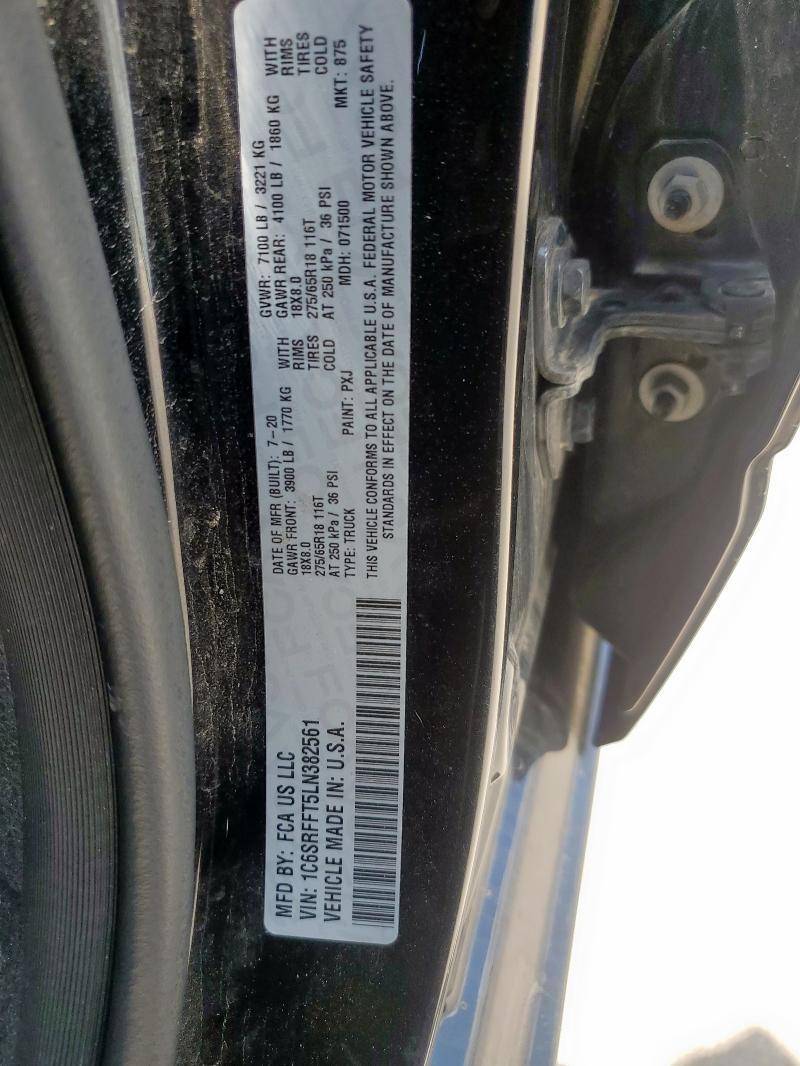 MFD BY: FCA US LLC
VIN: 1C6SRFFT5LN382561
VEHICLE MADE IN: U.S.A.
DATE OF MFR (BUILT): 7-20 GVWR: 7100 LB / 3221 KG
GAWR FRONT: 3900 LB / 1770 KG WITH GAWR REAR: 4100 LB / 1860 KG WITH
18X8.0 RIMS 18X8.0 RIMS
275/65R18 116T TIRES 275/65R18 116T TIRES
AT 250 kPa / 36 PSI COLD AT 250 kPa / 36 PSI COLD
TYPE: TRUCK PAINT: PXJ MDH: 071500 MKT: 875
THIS VEHICLE CONFORMS TO ALL APPLICABLE U.S.A. FEDERAL MOTOR VEHICLE SAFETY
STANDARDS IN EFFECT ON THE DATE OF MANUFACTURE SHOWN ABOVE.